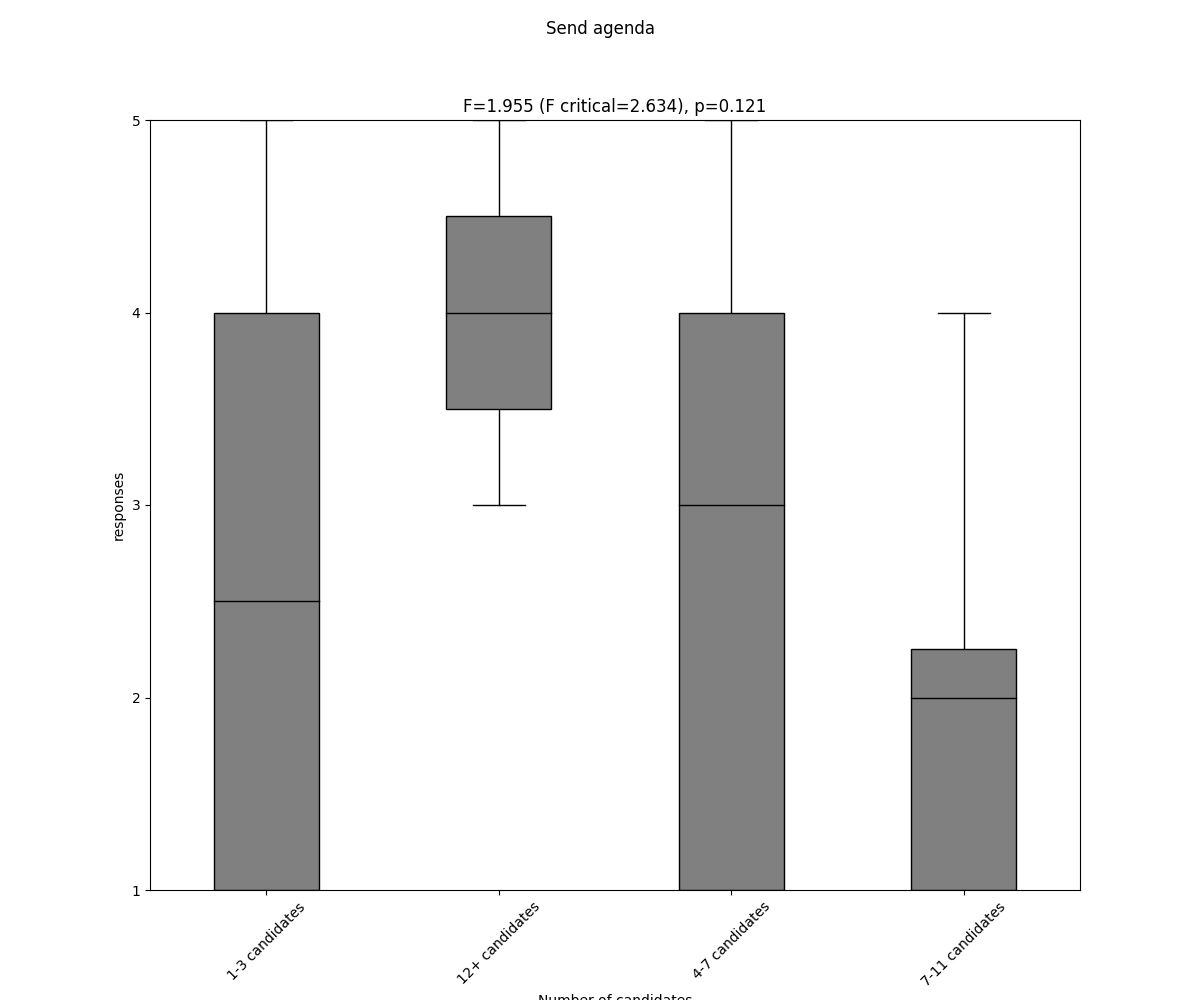 Send agenda
F=1.955 (F critical=2.634), p=0.121
5
4
3
2
1
responses
1-3 candidates
12+ candidates
4-7 candidates
7-11 candidates
Number of candidates